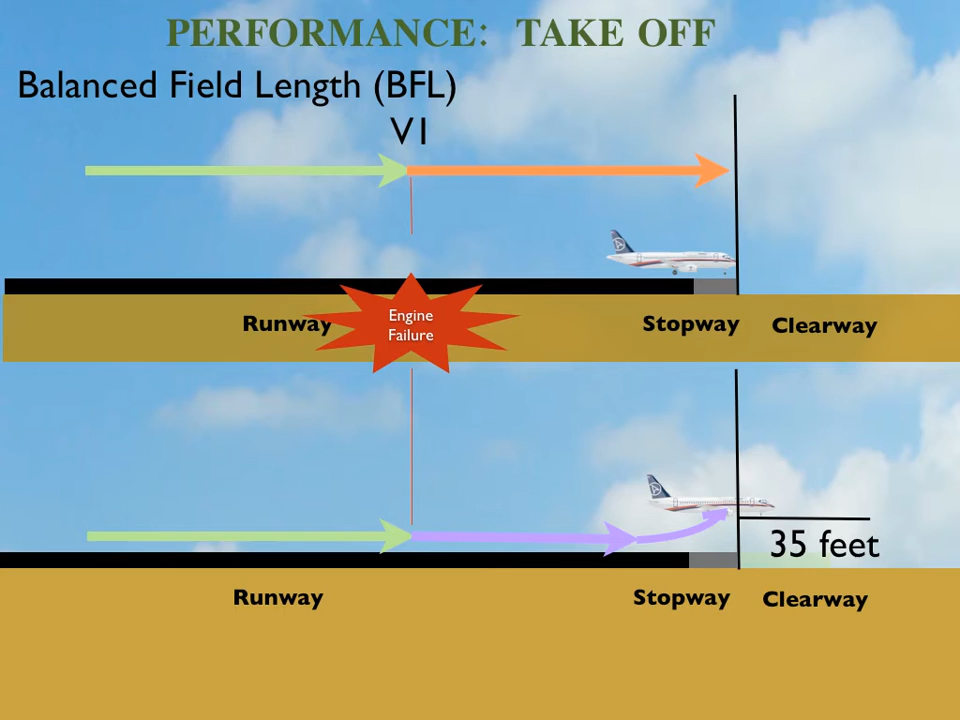 PERFORMANCE: TAKE OFF
Balanced Field Length (BFL)
V1
Engine
Failure
Runway
Stopway
Clearway
35 feet
Runway
Stopway
Clearway